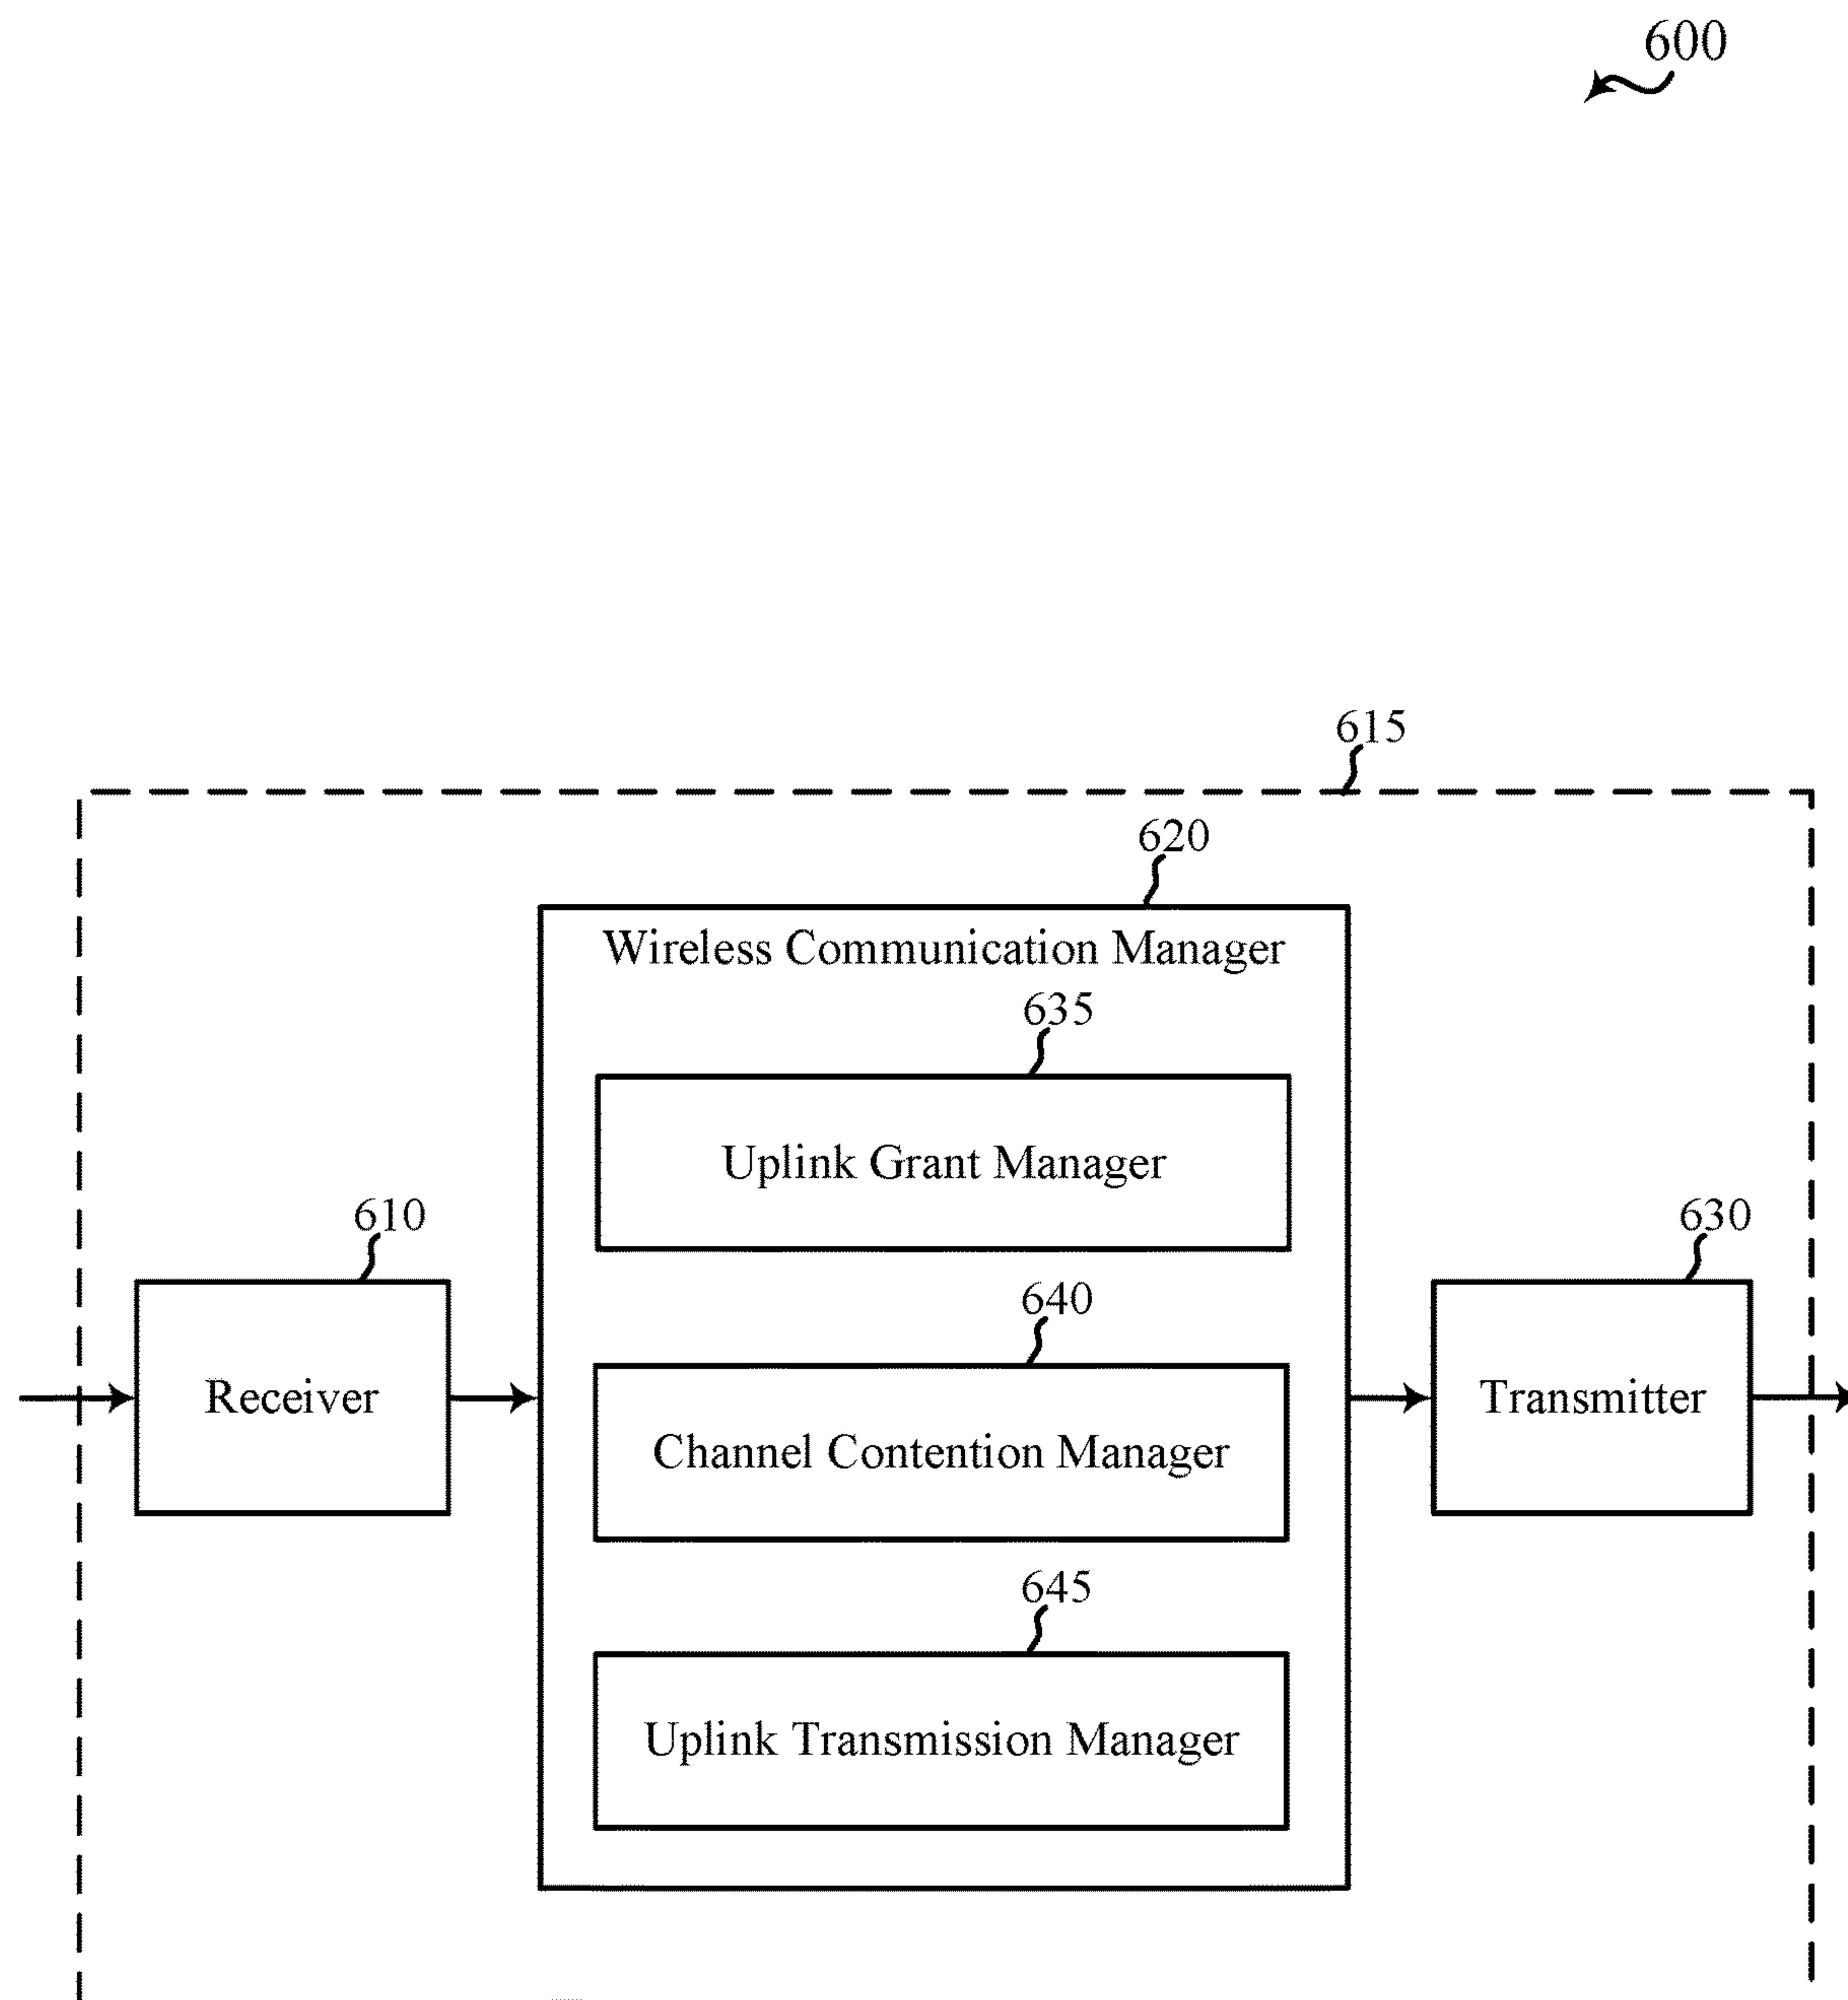 600
615
620
Wireless Communication Manager
635
Uplink Grant Manager
610
630
640
Receiver
Transmitter
Channel Contention Manager
645
Uplink Transmission Manager